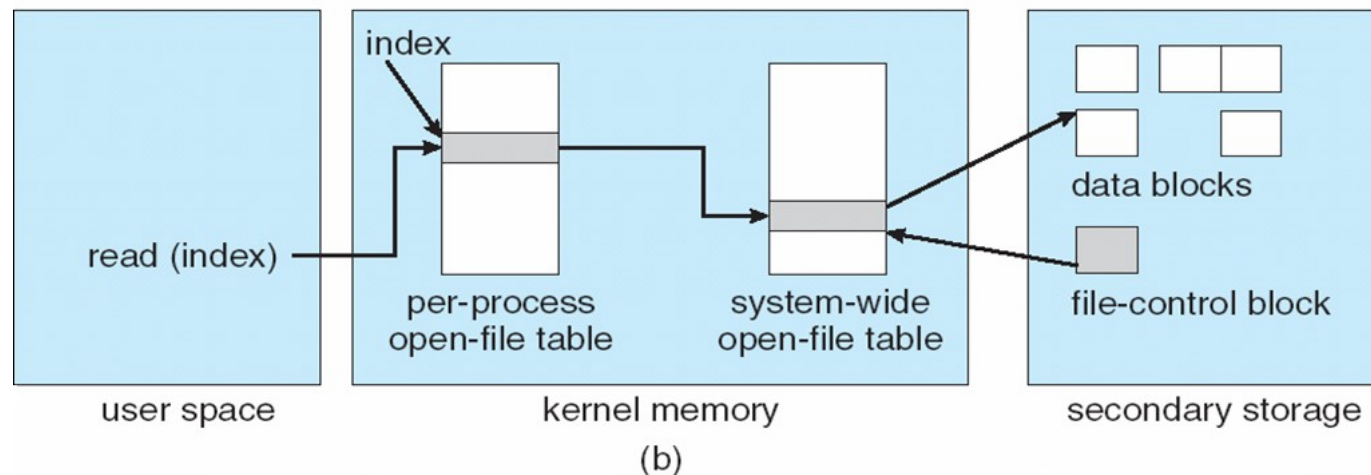 index
read (index)
per-process
open-file table
system-wide
open-file table
data blocks
file-control block
user space
kernel memory
secondary storage
(b)